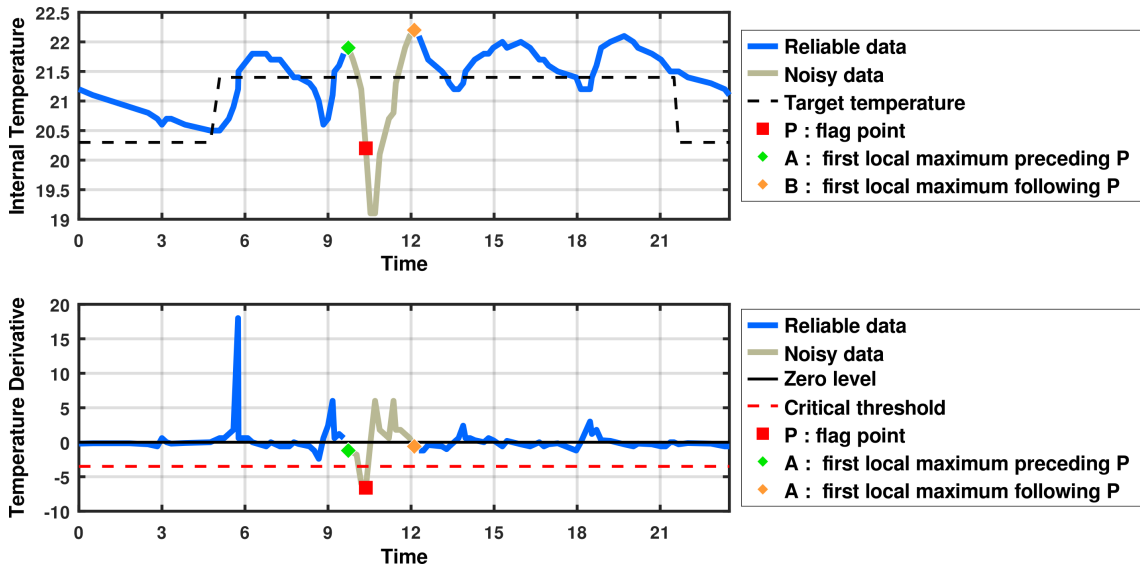 Internal Temperature
22.5
22
21.5
21
20.5
20
19.5
19
0 3 6 9 12 15 18 21
Time
Reliable data
Noisy data
Target temperature
P : flag point
A : first local maximum preceding P
B : first local maximum following P
Temperature Derivative
20
15
10
5
0
-5
-10
0 3 6 9 12 15 18 21
Time
Reliable data
Noisy data
Zero level
Critical threshold
P : flag point
A : first local maximum preceding P
A : first local maximum following P